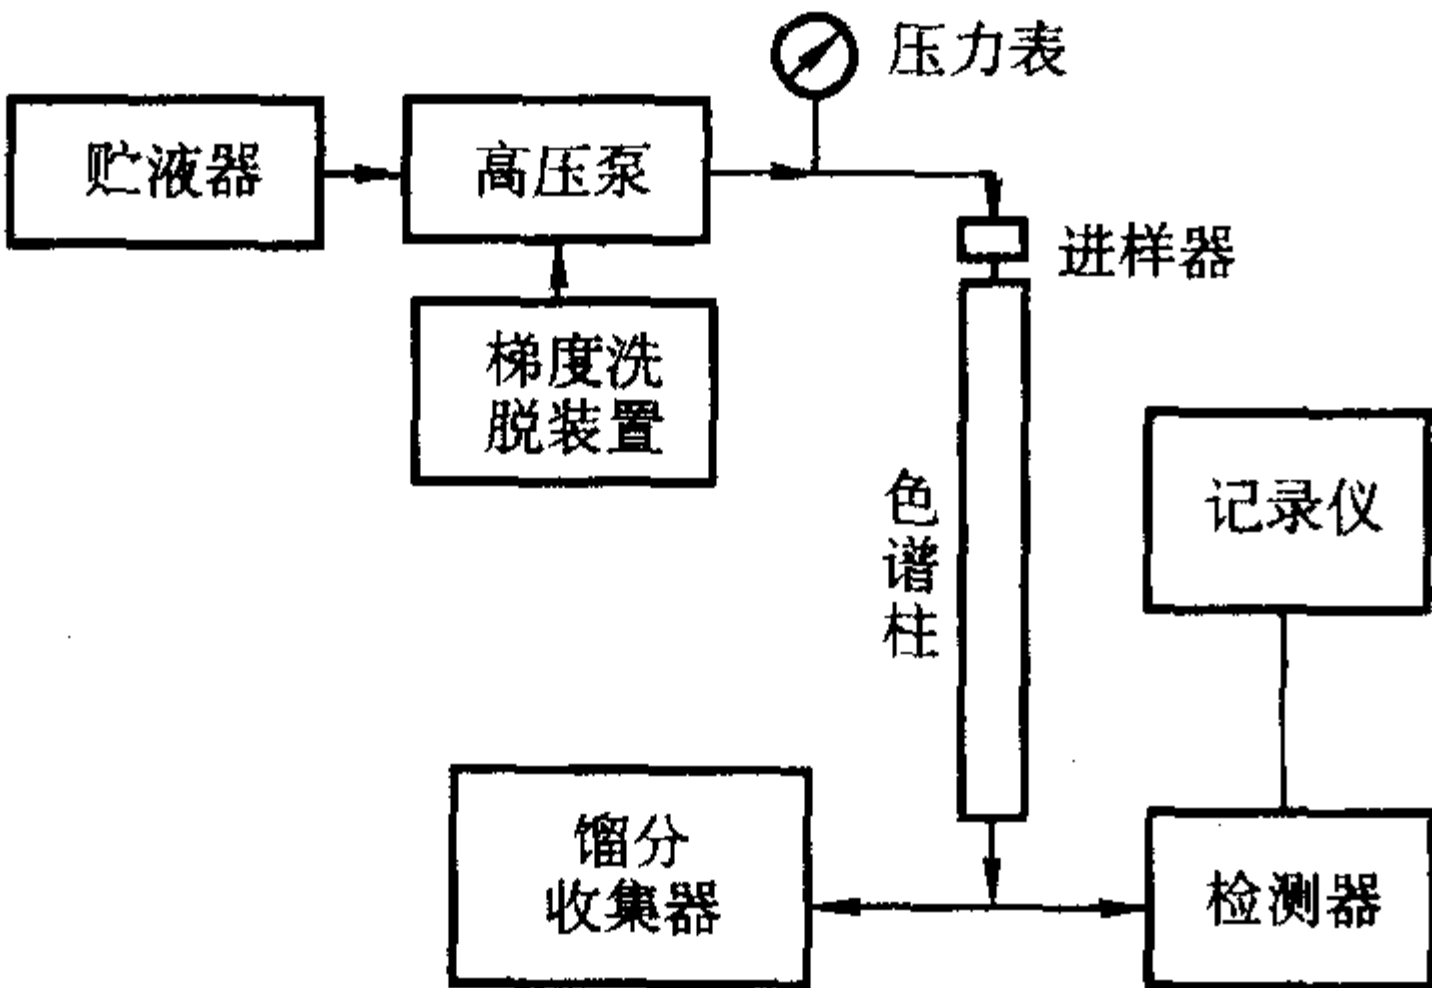 压力表
贮液器
高压泵
进样器
梯度洗
脱装置
色
谱
柱
记录仪
馏分
收集器
检测器